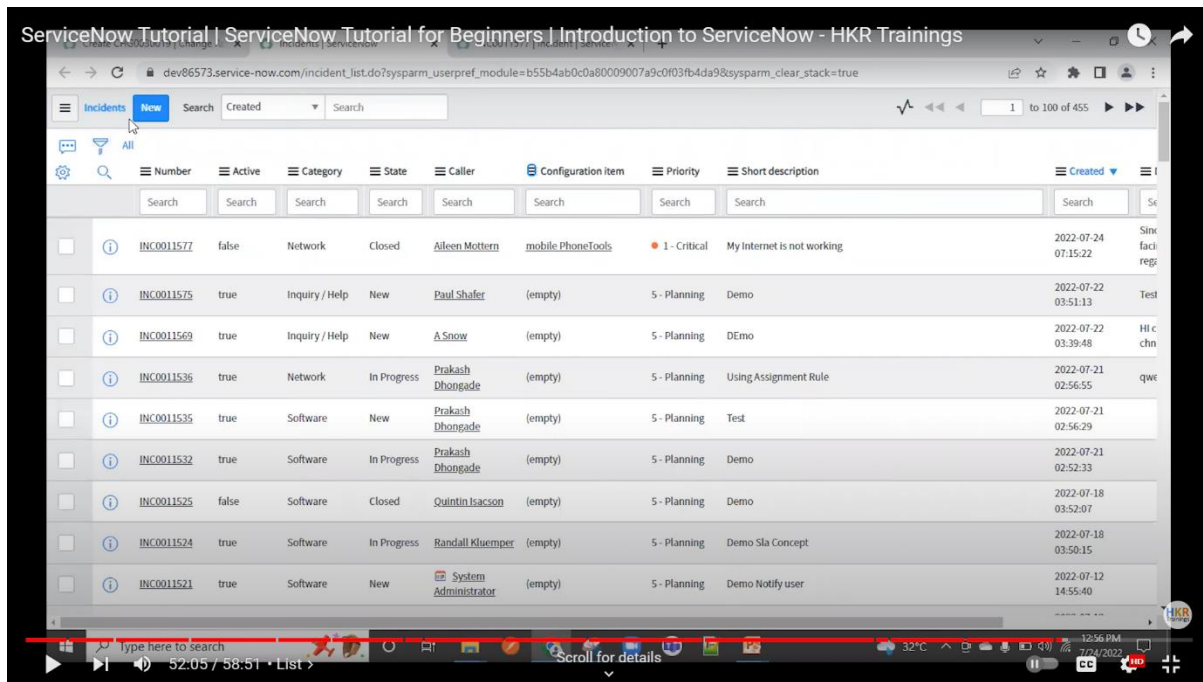 ServiceNow Tutorial | ServiceNow Tutorial for Beginners | Introduction to ServiceNow - HKR Trainings
dev86573.service-now.com/incident_list.do?sysparm_userpref_module=b55b4ab0c0a80009007a9c0f03fb4da9&sysparm_clear_stack=true
Incidents New Search Created Search 1 to 100 of 455
All
Number Active Category State Caller Configuration item Priority Short description Created
Search Search Search Search Search Search Search Search Search
INC0011577 false Network Closed Aileen Mottern mobile PhoneTools 1 - Critical My Internet is not working 2022-07-24 07:15:22
INC0011575 true Inquiry / Help New Paul Shafer (empty) 5 - Planning Demo 2022-07-22 03:51:13
INC0011569 true Inquiry / Help New A Snow (empty) 5 - Planning DEmo 2022-07-22 03:39:48
INC0011536 true Network In Progress Prakash Dhongade (empty) 5 - Planning Using Assignment Rule 2022-07-21 02:56:55
INC0011535 true Software New Prakash Dhongade (empty) 5 - Planning Test 2022-07-21 02:56:29
INC0011532 true Software In Progress Prakash Dhongade (empty) 5 - Planning Demo 2022-07-21 02:52:33
INC0011525 false Software Closed Quintin Isacson (empty) 5 - Planning Demo 2022-07-18 03:52:07
INC0011524 true Software In Progress Randall Kluemper (empty) 5 - Planning Demo Sla Concept 2022-07-18 03:50:15
INC0011521 true Software New System Administrator (empty) 5 - Planning Demo Notify user 2022-07-12 14:55:40
HKR Trainings
Type here to search 32°C 12:56 PM
7/24/2022
52:05 / 58:51 • List Scroll for details CC HD